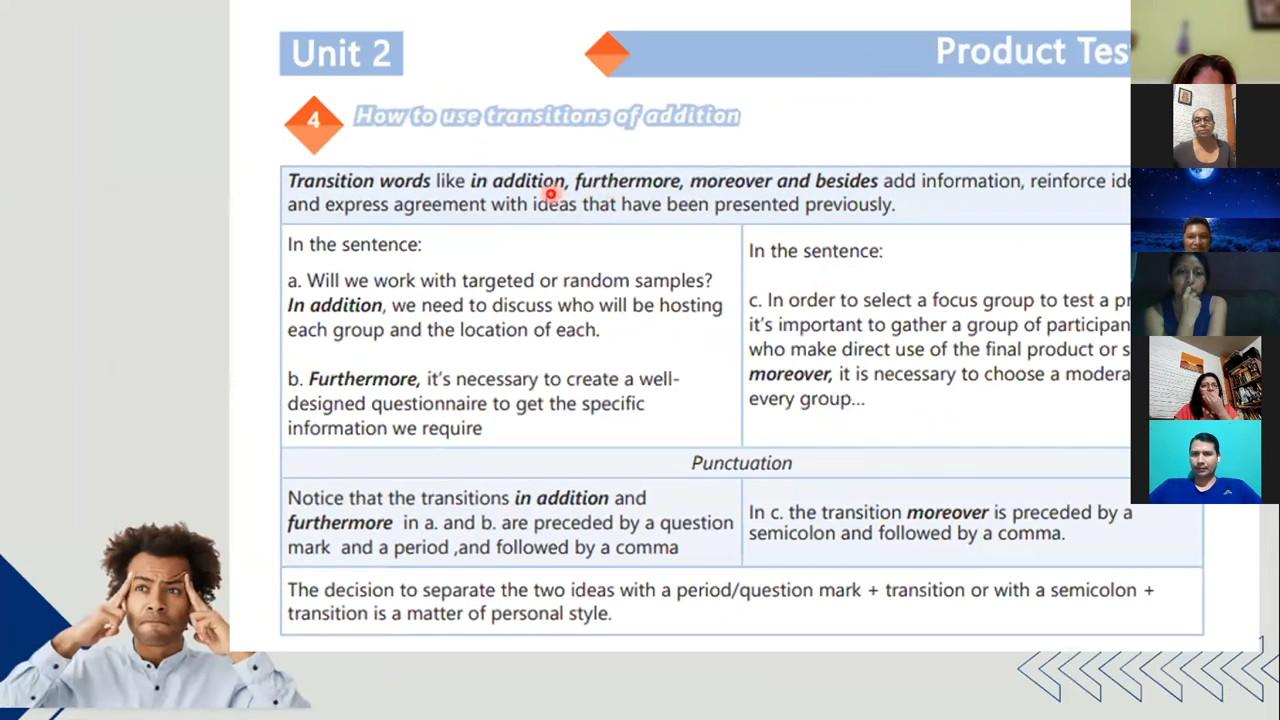 Unit 2
Product Tes
4
How to use transitions of addition
Transition words like in addition, furthermore, moreover and besides add information, reinforce ide
and express agreement with ideas that have been presented previously.
In the sentence:
a. Will we work with targeted or random samples?
In addition, we need to discuss who will be hosting
each group and the location of each.
b. Furthermore, it's necessary to create a well-
designed questionnaire to get the specific
information we require
In the sentence:
c. In order to select a focus group to test a pr
it's important to gather a group of participan
who make direct use of the final product or s
moreover, it is necessary to choose a modera
every group...
Punctuation
Notice that the transitions in addition and
furthermore in a. and b. are preceded by a question
mark and a period ,and followed by a comma
In c. the transition moreover is preceded by a
semicolon and followed by a comma.
The decision to separate the two ideas with a period/question mark + transition or with a semicolon +
transition is a matter of personal style.